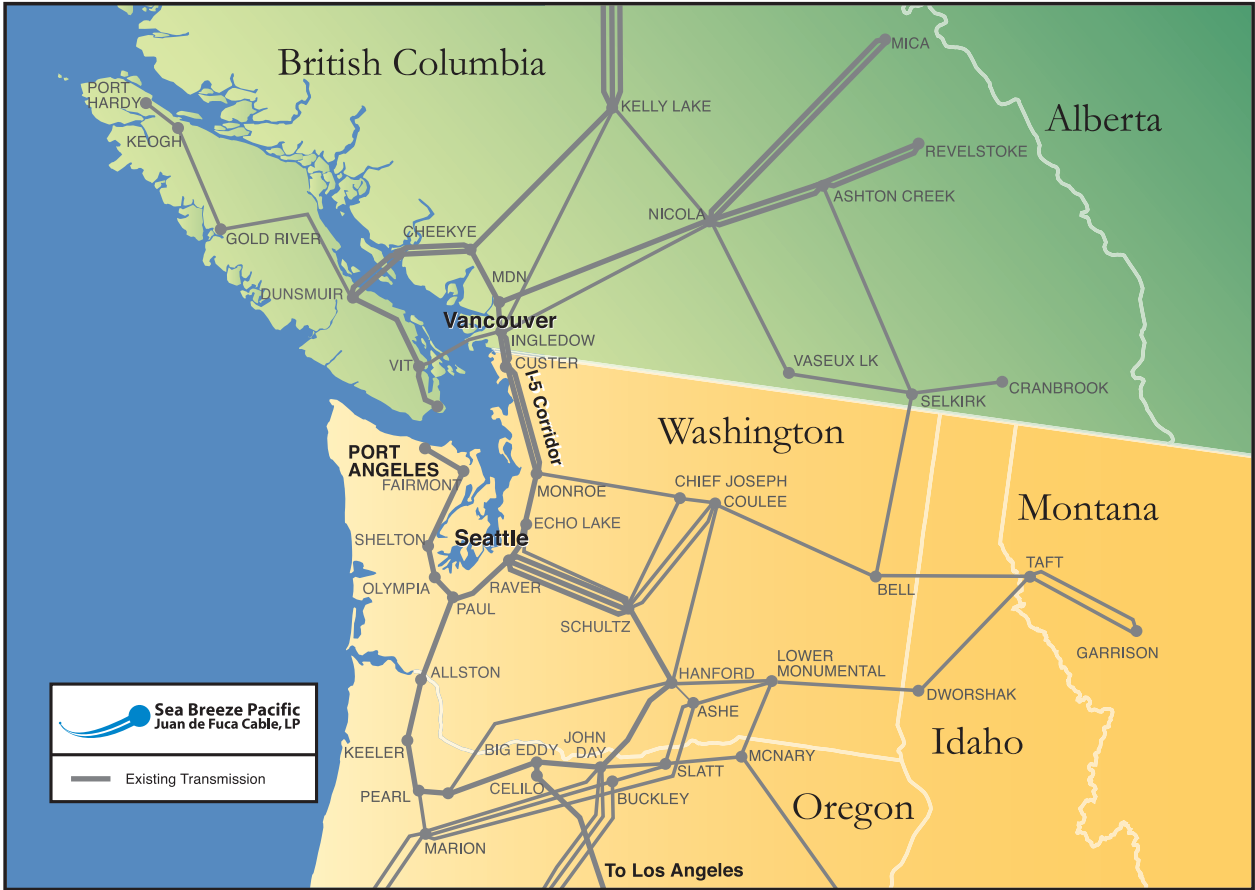 British Columbia
MICA
PORT
HARDY
KELLY LAKE
Alberta
KEOGH
REVELSTOKE
ASHTON CREEK
NICOLA
GOLD RIVER
CHEEKYE
MDN
DUNSMUIR
Vancouver
INGLEDOW
VIT
CUSTER
VASEUX LK
CRANBROOK
SELKIRK
I-5 Corridor
Washington
PORT
ANGELES
FAIRMONT
MONROE
CHIEF JOSEPH
COULEE
Montana
ECHO LAKE
SHELTON
Seattle
TAFT
OLYMPIA
RAVER
BELL
PAUL
SCHULTZ
GARRISON
ALLSTON
HANFORD
LOWER
MONUMENTAL
DWORSHAK
ASHE
Sea Breeze Pacific
Juan de Fuca Cable, LP
Idaho
KEELER
BIG EDDY
JOHN
DAY
MCNARY
SLATT
Existing Transmission
PEARL
CELILO
BUCKLEY
Oregon
MARION
To Los Angeles